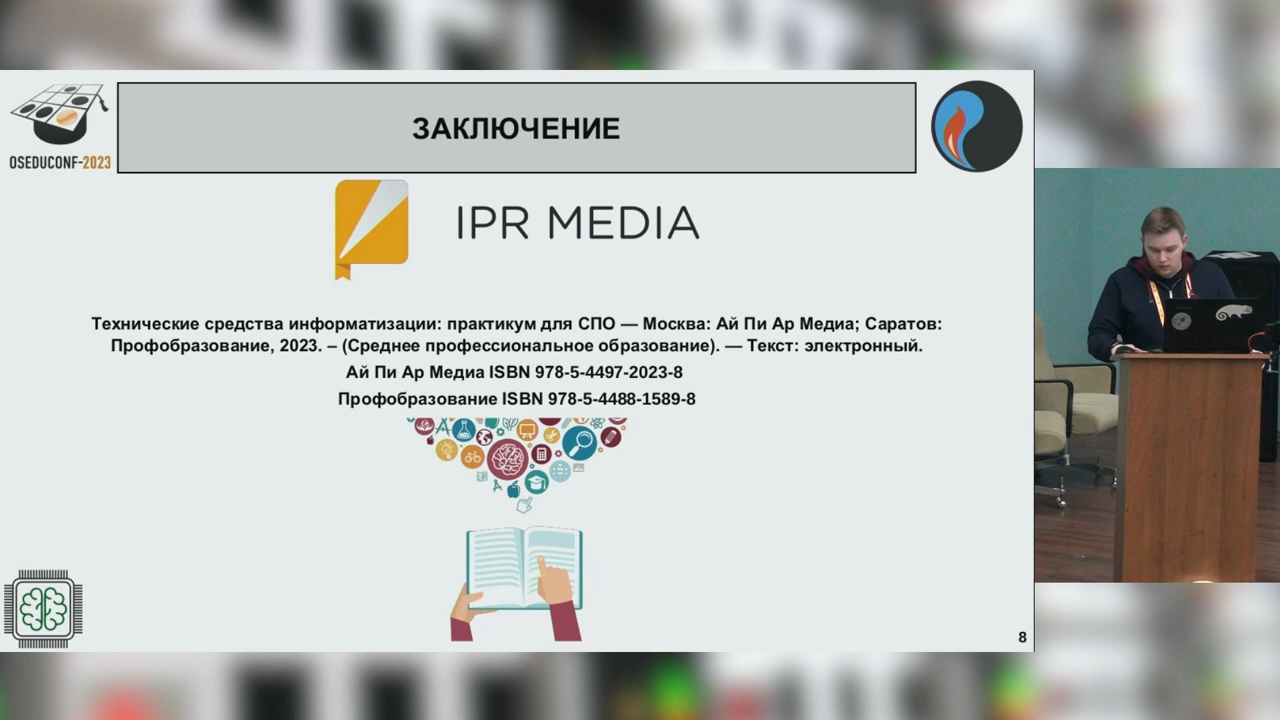 ЗАКЛЮЧЕНИЕ
OSEDUCONF-2023
IPR MEDIA
Технические средства информатизации: практикум для СПО — Москва: Ай Пи Ар Медиа; Саратов:
Профобразование, 2023. – (Среднее профессиональное образование). — Текст: электронный.
Ай Пи Ар Медиа ISBN 978-5-4497-2023-8
Профобразование ISBN 978-5-4488-1589-8
8